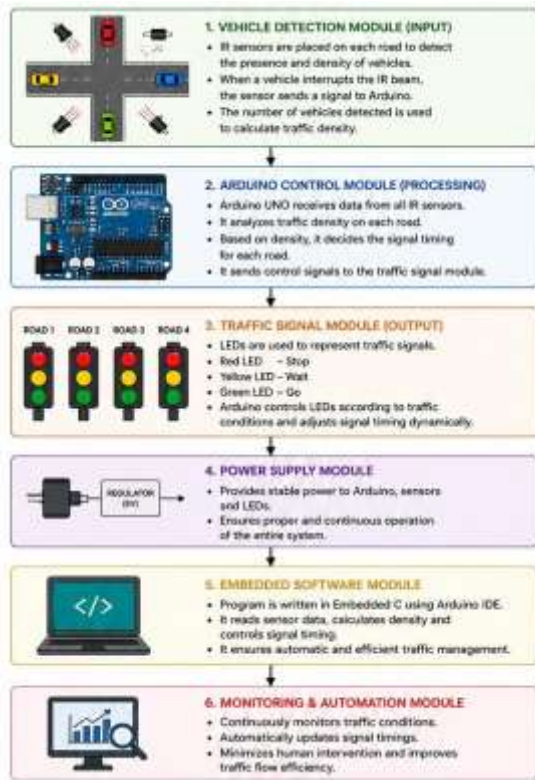 1. VEHICLE DETECTION MODULE (INPUT)
• IR sensors are placed on each road to detect
the presence and density of vehicles.
• When a vehicle interrupts the IR beam,
the sensor sends a signal to Arduino.
• The number of vehicles detected is used
to calculate traffic density.
2. ARDUINO CONTROL MODULE (PROCESSING)
• Arduino UNO receives data from all IR sensors.
• It analyzes traffic density on each road.
• Based on density, it decides the signal timing
for each road.
• It sends control signals to the traffic signal module.
UNO
ARDUINO
ROAD 1 ROAD 2 ROAD 3 ROAD 4
3. TRAFFIC SIGNAL MODULE (OUTPUT)
• LEDs are used to represent traffic signals.
• Red LED – Stop
• Yellow LED – Wait
• Green LED – Go
• Arduino controls LEDs according to traffic
conditions and adjusts signal timing dynamically.
REGULATOR
(5V)
4. POWER SUPPLY MODULE
• Provides stable power to Arduino, sensors
and LEDs.
• Ensures proper and continuous operation
of the entire system.
</>
5. EMBEDDED SOFTWARE MODULE
• Program is written in Embedded C using Arduino IDE.
• It reads sensor data, calculates density and
controls signal timing.
• It ensures automatic and efficient traffic management.
6. MONITORING & AUTOMATION MODULE
• Continuously monitors traffic conditions.
• Automatically updates signal timings.
• Minimizes human intervention and improves
traffic flow efficiency.